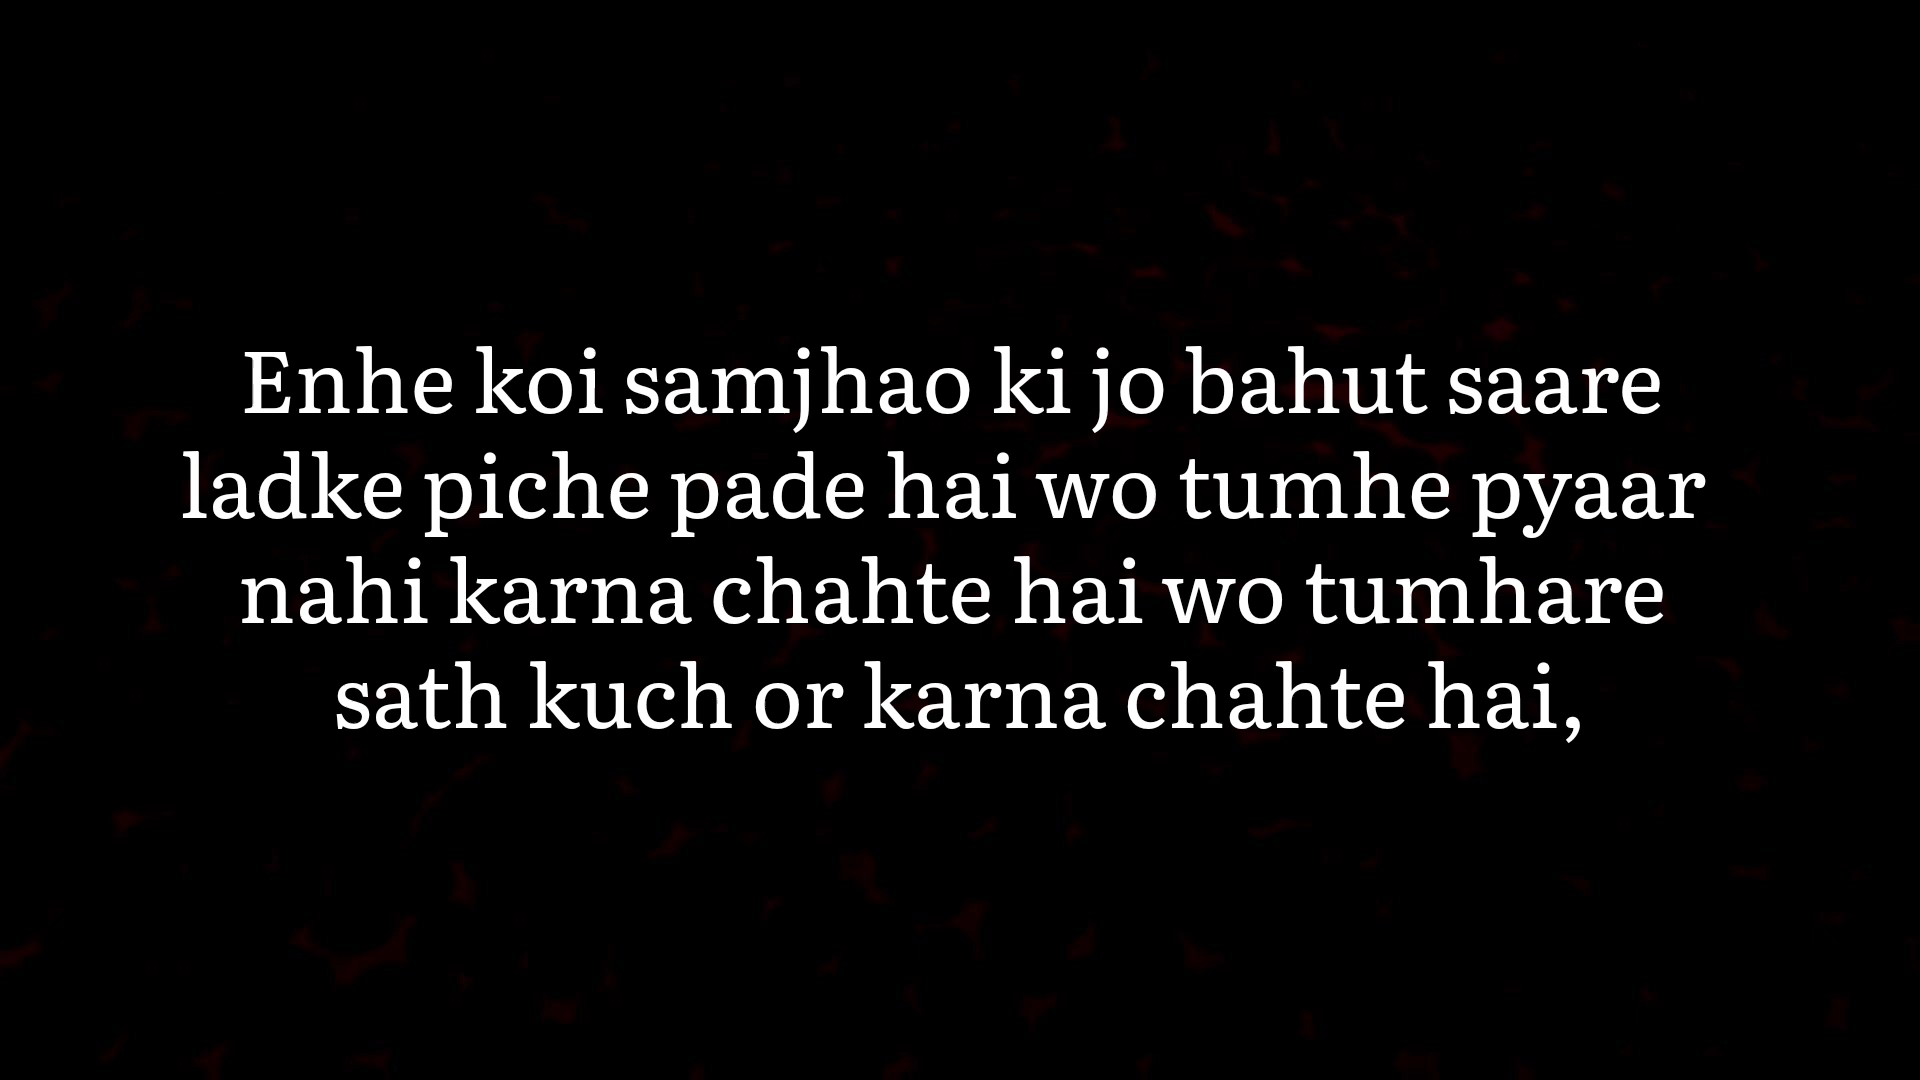 Enhe koi samjhao ki jo bahut saare
ladke piche pade hai wo tumhe pyaar
nahi karna chahte hai wo tumhare
sath kuch or karna chahte hai,